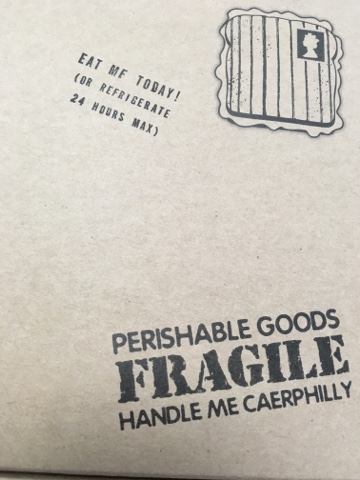 EAT ME TODAY!
(OR REFRIGERATE
24 HOURS MAX)
PERISHABLE GOODS
FRAGILE
HANDLE ME CAERPHILLY